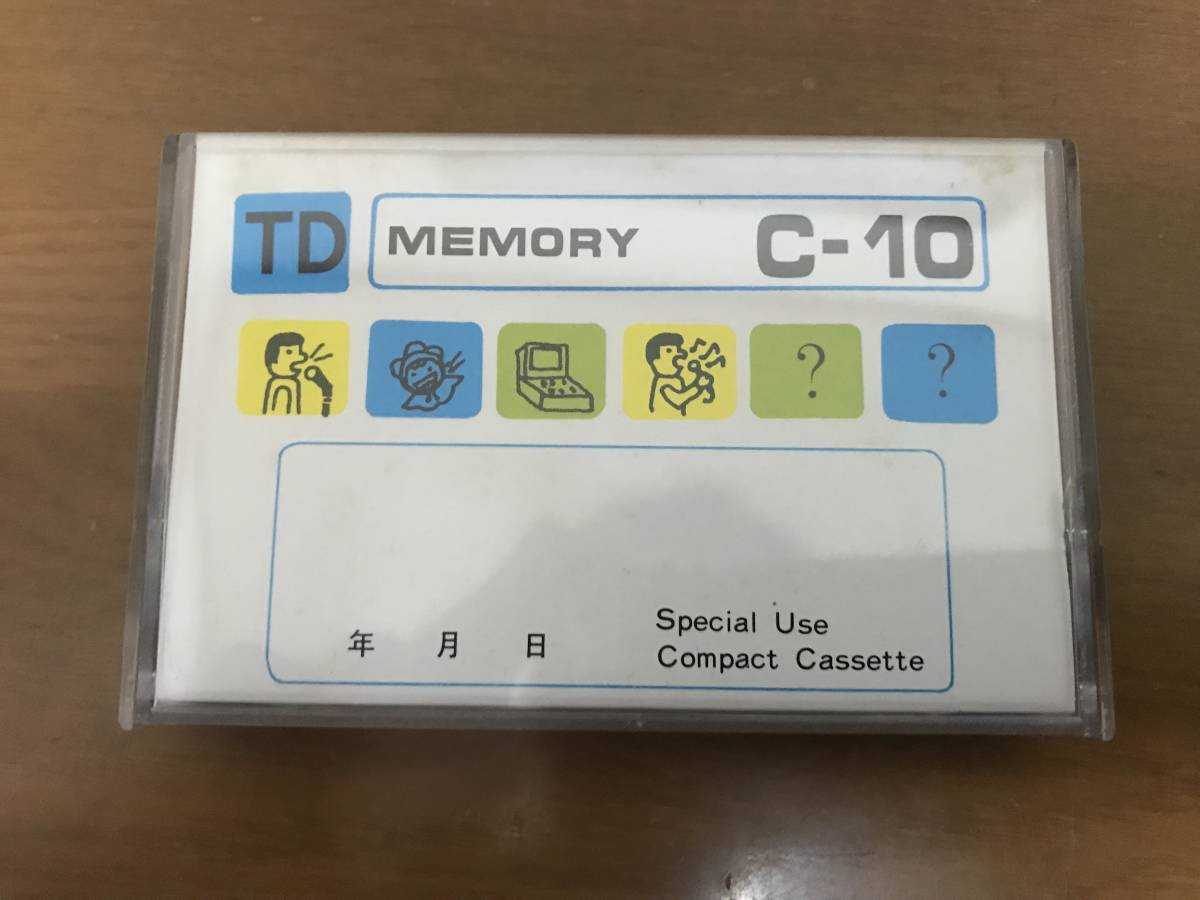 TD MEMORY C-10
? ?
年 月 日
Special Use
Compact Cassette